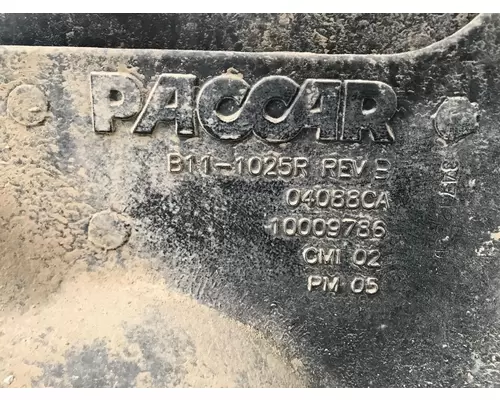 PACCAR
B11-1025R REV B
04088CA
10009786
CMI 02
PM 05